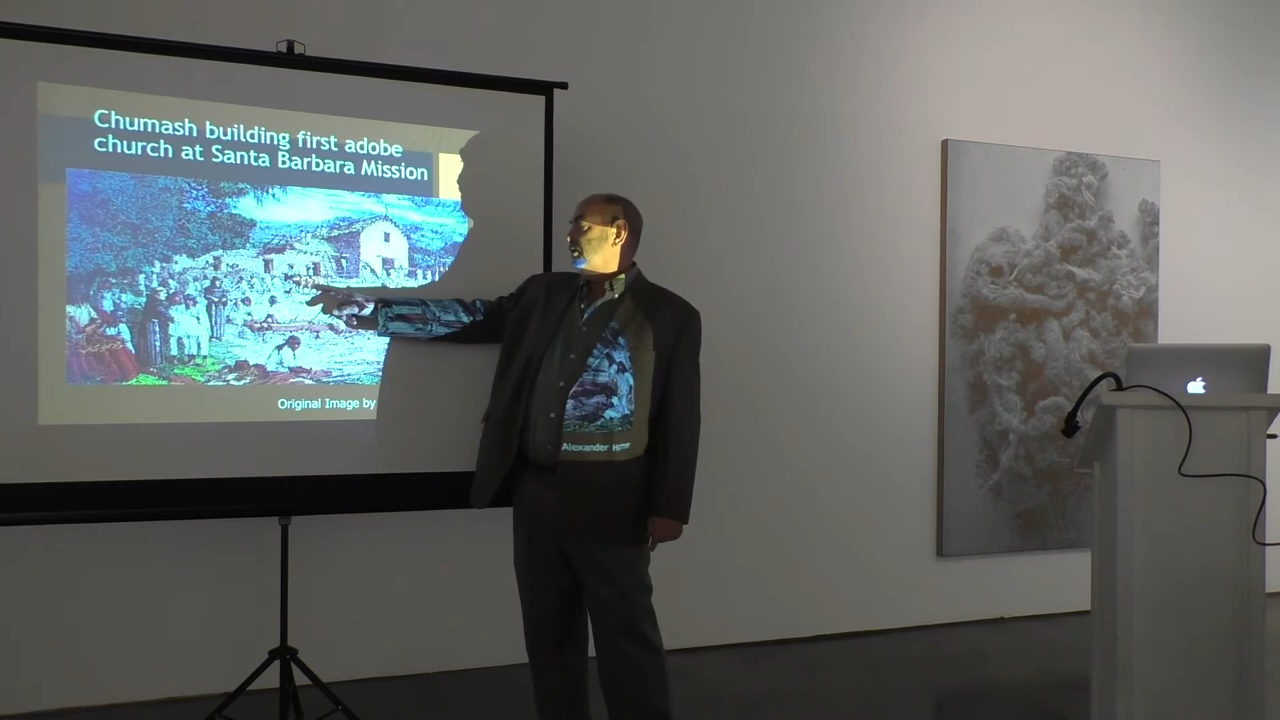 Chumash building first adobe
church at Santa Barbara Mission
Original Image by
Alexander